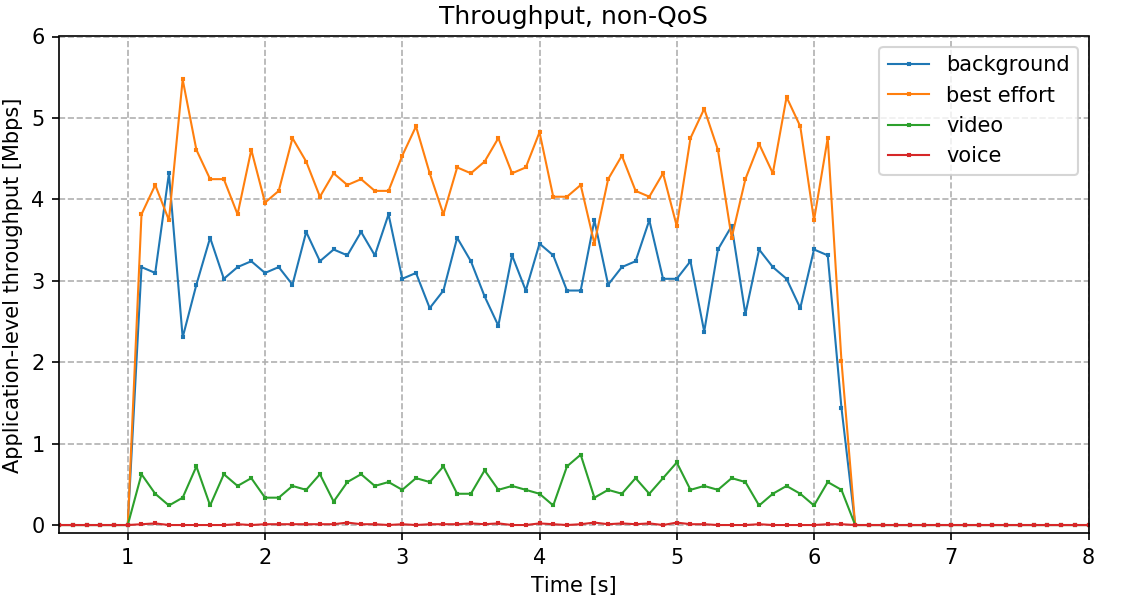 Throughput, non-QoS
Application-level throughput [Mbps]
6
5
4
3
2
1
0
background
best effort
video
voice
1 2 3 4 5 6 7 8
Time [s]